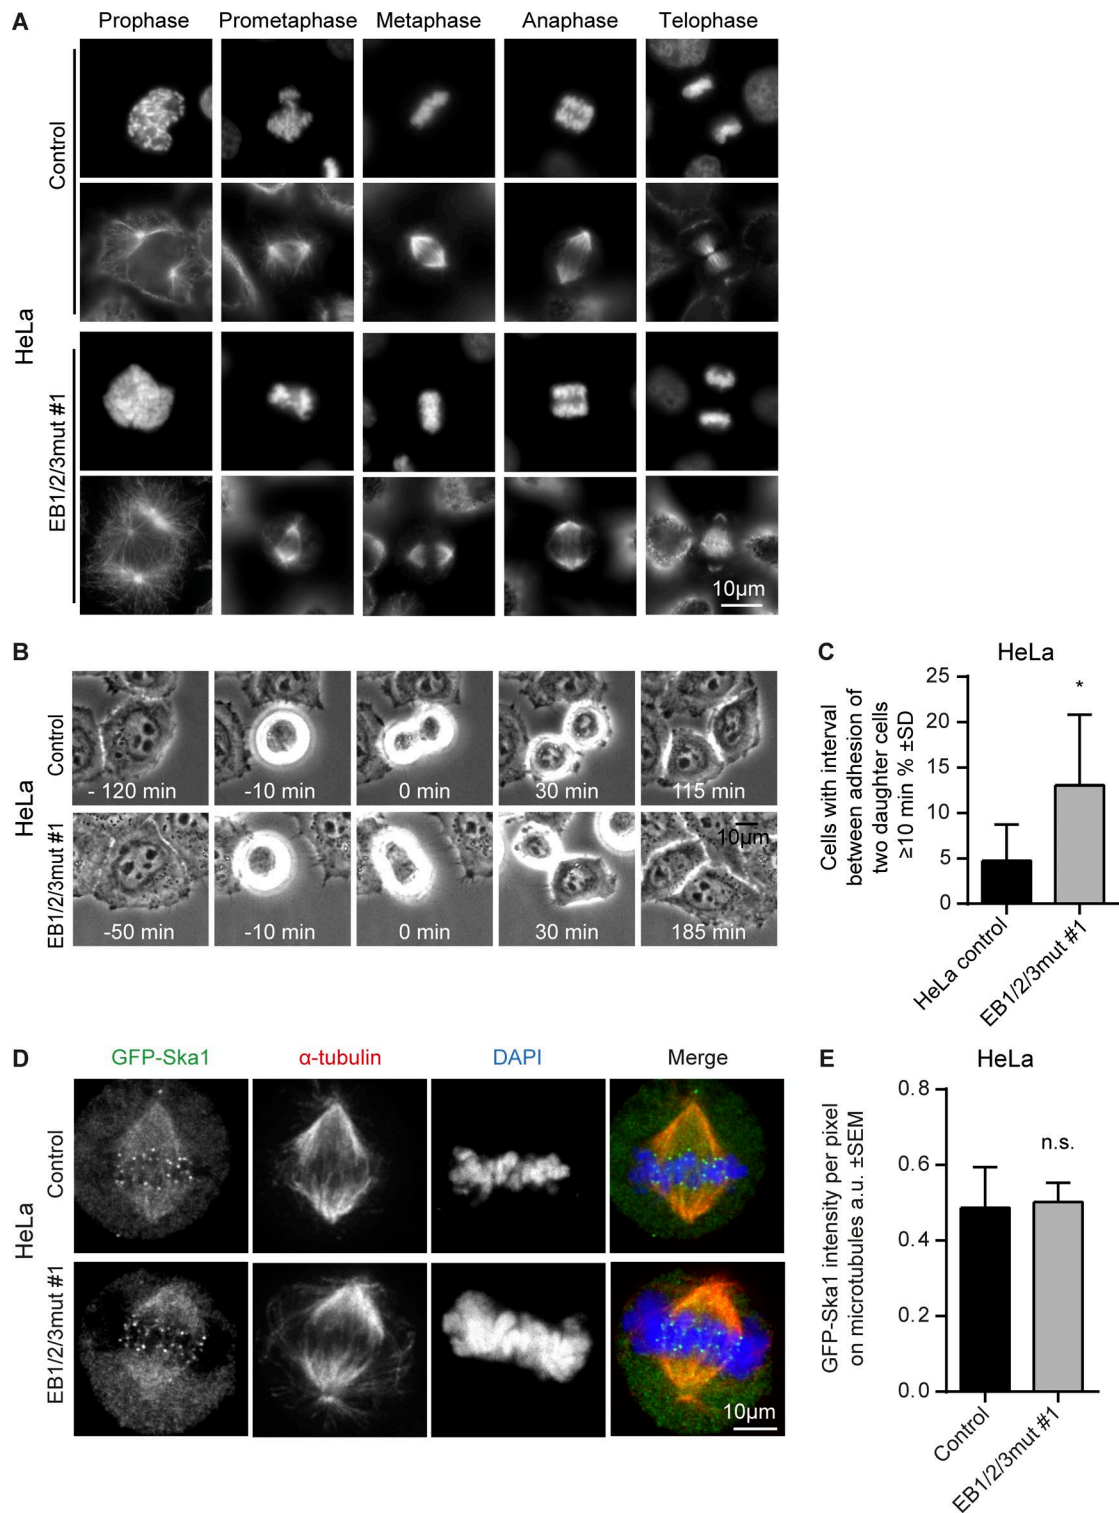 A
Prophase Prometaphase Metaphase Anaphase Telophase
HeLa
Control
EB1/2/3mut #1
10µm
B
HeLa
Control
- 120 min -10 min 0 min 30 min 115 min
EB1/2/3mut #1
10µm
-50 min -10 min 0 min 30 min 185 min
C
HeLa
Cells with interval
between adhesion of
two daughter cells
≥10 min % ±SD
25
20
15
10
5
0
*
HeLa control
EB1/2/3mut #1
D
GFP-Ska1 α-tubulin DAPI Merge
HeLa
Control
EB1/2/3mut #1
10µm
E
HeLa
GFP-Ska1 intensity per pixel
on microtubules a.u. ±SEM
0.8
0.6
0.4
0.2
0.0
n.s.
Control
EB1/2/3mut #1